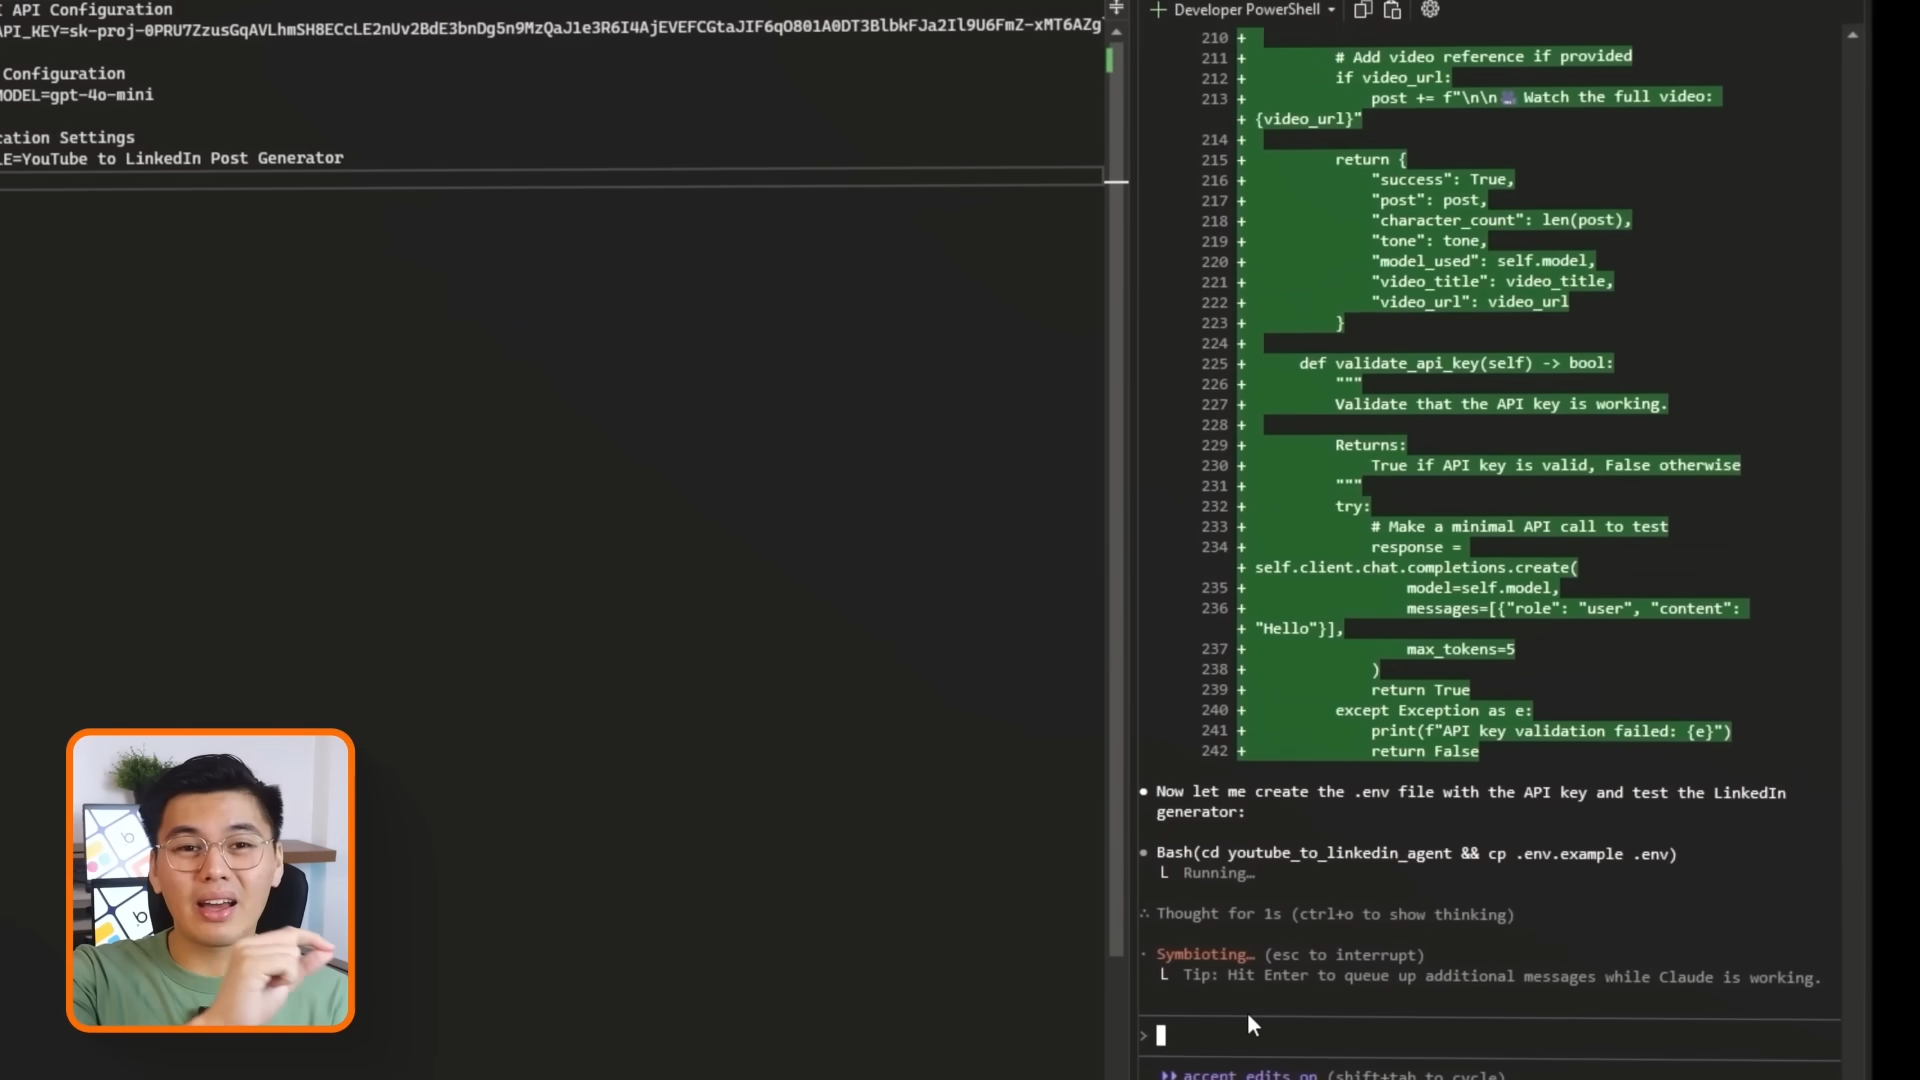 API Configuration
API_KEY=
Configuration
MODEL=gpt-4o-mini
cation Settings
LE=YouTube to LinkedIn Post Generator
Developer PowerShell
210 +
211 + # Add video reference if provided
212 + if video_url:
213 + post += f"\n\n🎥 Watch the full video:
+ {video_url}"
214 +
215 + return {
216 + "success": True,
217 + "post": post,
218 + "character_count": len(post),
219 + "tone": tone,
220 + "model_used": self.model,
221 + "video_title": video_title,
222 + "video_url": video_url
223 + }
224 +
225 + def validate_api_key(self) -> bool:
226 + """
227 + Validate that the API key is working.
228 +
229 + Returns:
230 + True if API key is valid, False otherwise
231 + """
232 + try:
233 + # Make a minimal API call to test
234 + response =
+ self.client.chat.completions.create(
235 + model=self.model,
236 + messages=[{"role": "user", "content":
+ "Hello"}],
237 + max_tokens=5
238 + )
239 + return True
240 + except Exception as e:
241 + print(f"API key validation failed: {e}")
242 + return False
● Now let me create the .env file with the API key and test the LinkedIn
generator:
● Bash(cd youtube_to_linkedin_agent && cp .env.example .env)
L Running…
∴ Thought for 1s (ctrl+o to show thinking)
· Symbioting… (esc to interrupt)
L Tip: Hit Enter to queue up additional messages while Claude is working.
>
accept edits on (shift+tab to cycle)